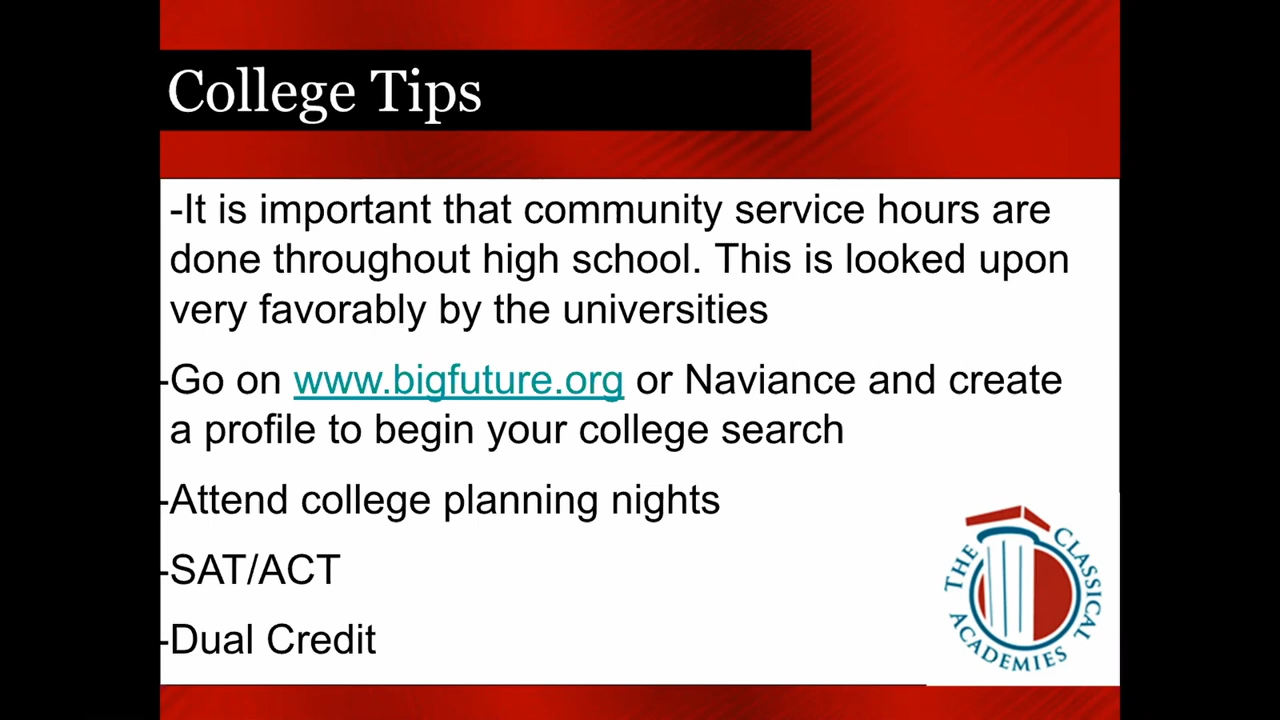 College Tips
-It is important that community service hours are
done throughout high school. This is looked upon
very favorably by the universities
-Go on www.bigfuture.org or Naviance and create
a profile to begin your college search
-Attend college planning nights
-SAT/ACT
-Dual Credit
THE CLASSICAL ACADEMIES